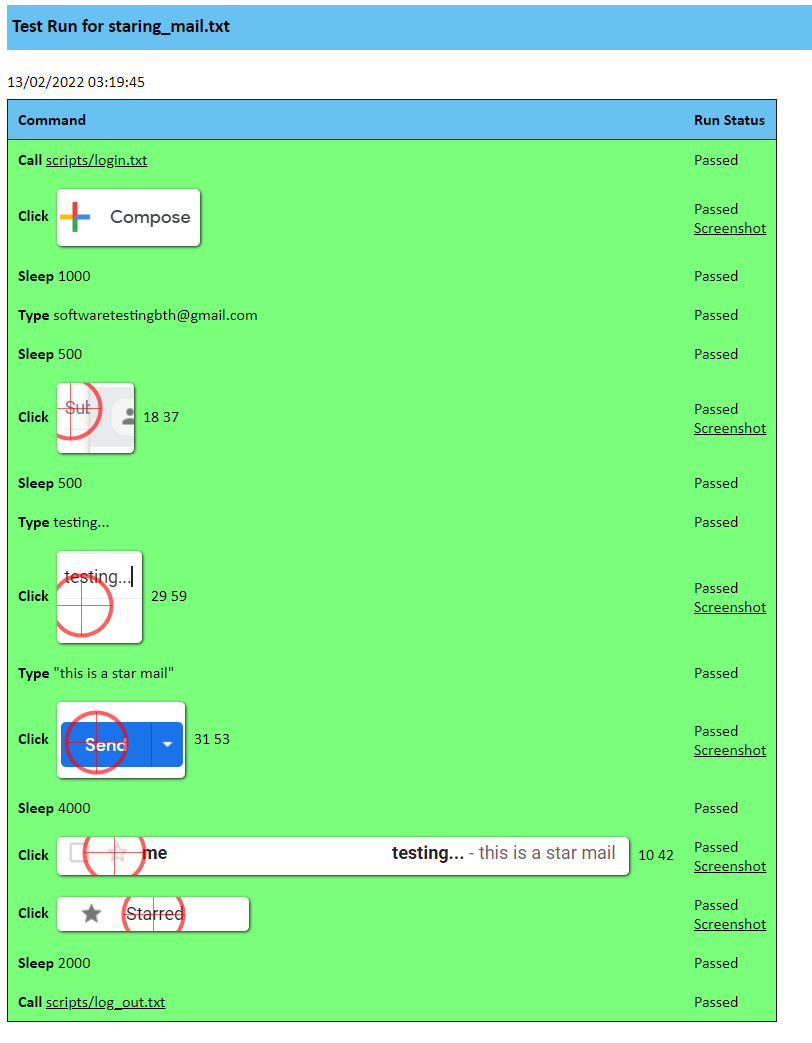 Test Run for staring_mail.txt
13/02/2022 03:19:45
Command Run Status
Call scripts/login.txt Passed
Click Compose Passed
Screenshot
Sleep 1000 Passed
Type softwaretestingbth@gmail.com Passed
Sleep 500 Passed
Click Sub 18 37 Passed
Screenshot
Sleep 500 Passed
Type testing... Passed
Click testing... 29 59 Passed
Screenshot
Type "this is a star mail" Passed
Click Send 31 53 Passed
Screenshot
Sleep 4000 Passed
Click me testing... - this is a star mail 10 42 Passed
Screenshot
Click Starred Passed
Screenshot
Sleep 2000 Passed
Call scripts/log_out.txt Passed